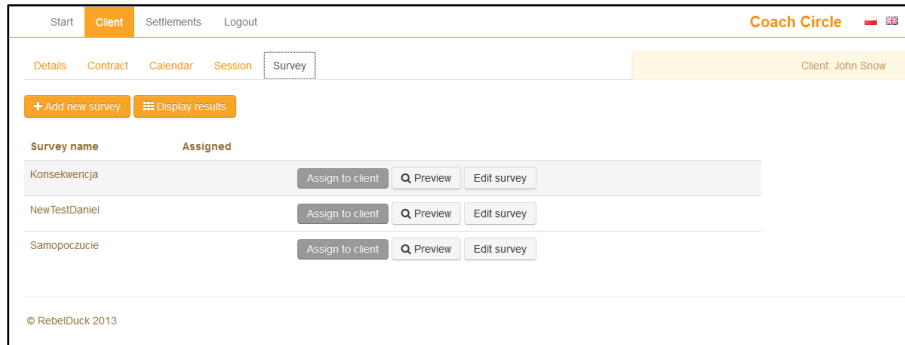 Start Client Settlements Logout Coach Circle
Details Contract Calendar Session Survey Client: John Snow
+ Add new survey Display results
Survey name Assigned
Konsekwencja Assign to client Preview Edit survey
NewTestDaniel Assign to client Preview Edit survey
Samopoczucie Assign to client Preview Edit survey
© RebelDuck 2013